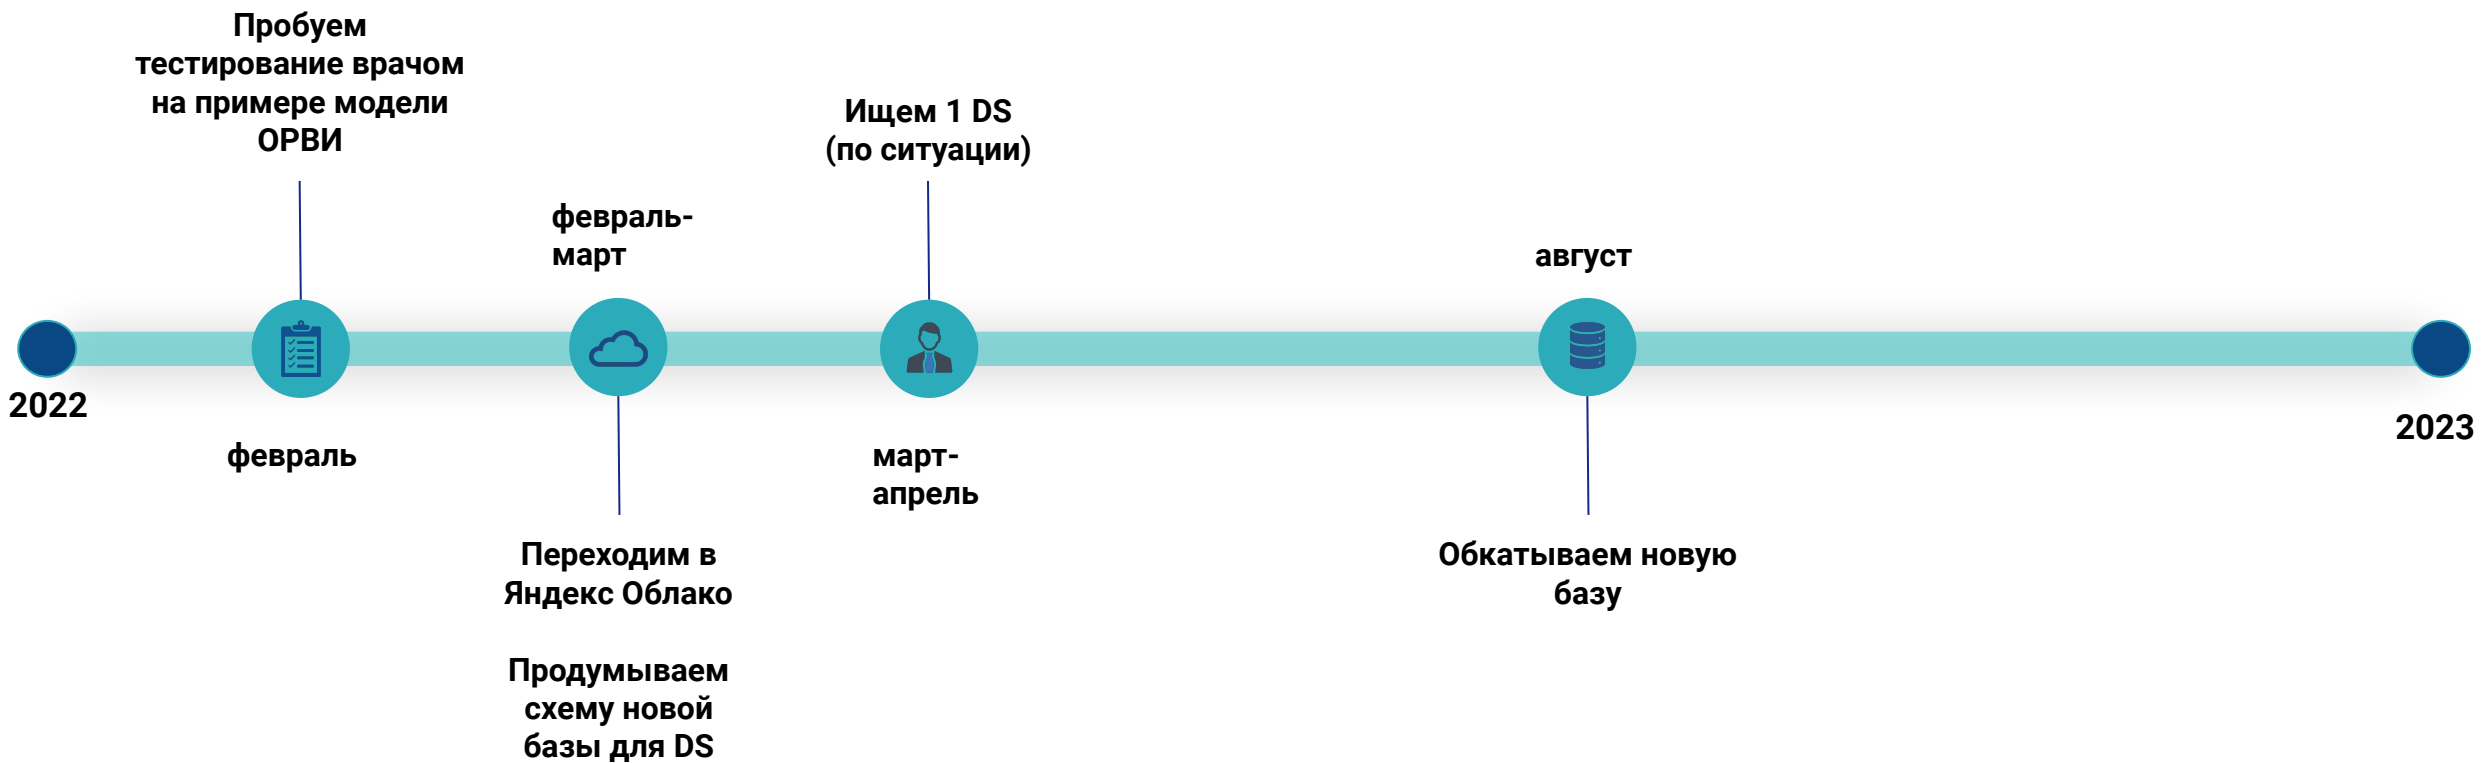 Пробуем
тестирование врачом
на примере модели
ОРВИ
Ищем 1 DS
(по ситуации)
февраль-
март
август
2022
2023
февраль
март-
апрель
Переходим в
Яндекс Облако
Продумываем
схему новой
базы для DS
Обкатываем новую
базу